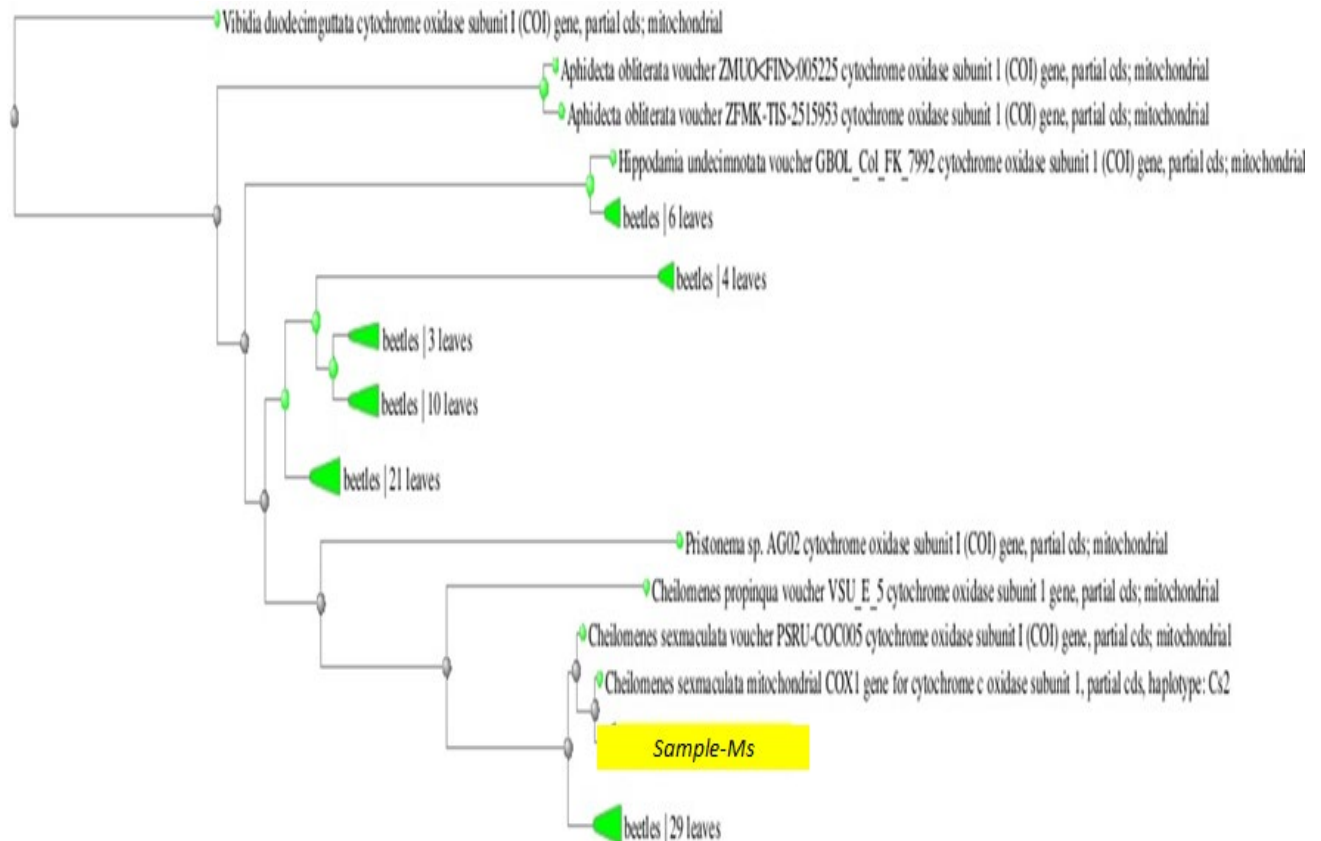 Vibidia duodecimguttata cytochrome oxidase subunit I (COI) gene, partial cds; mitochondrial
Aphidecta obliterata voucher ZMUO<FIN>:005225 cytochrome oxidase subunit 1 (COI) gene, partial cds; mitochondrial
Aphidecta obliterata voucher ZFMK-TIS-2515953 cytochrome oxidase subunit 1 (COI) gene, partial cds; mitochondrial
Hippodamia undecimnotata voucher GBOL_Col_FK_7992 cytochrome oxidase subunit 1 (COI) gene, partial cds; mitochondrial
beetles | 6 leaves
beetles | 4 leaves
beetles | 3 leaves
beetles | 10 leaves
beetles | 21 leaves
Pristonema sp. AG02 cytochrome oxidase subunit I (COI) gene, partial cds; mitochondrial
Cheilomenes propinqua voucher VSU_E_5 cytochrome oxidase subunit 1 gene, partial cds; mitochondrial
Cheilomenes sexmaculata voucher PSRU-COC005 cytochrome oxidase subunit I (COI) gene, partial cds; mitochondrial
Cheilomenes sexmaculata mitochondrial COX1 gene for cytochrome c oxidase subunit 1, partial cds, haplotype: Cs2
Sample-Ms
beetles | 29 leaves